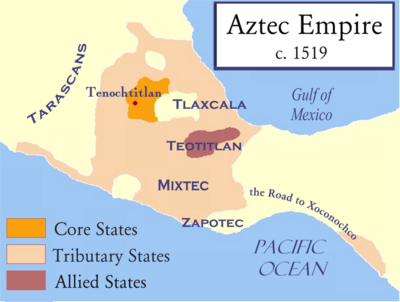 Aztec Empire
c. 1519
TARASCANS
Tenochtitlan
TLAXCALA
Gulf of
Mexico
TEOTITLAN
MIXTEC
the Road to Xoconochco
ZAPOTEC
Core States
Tributary States
Allied States
PACIFIC
OCEAN